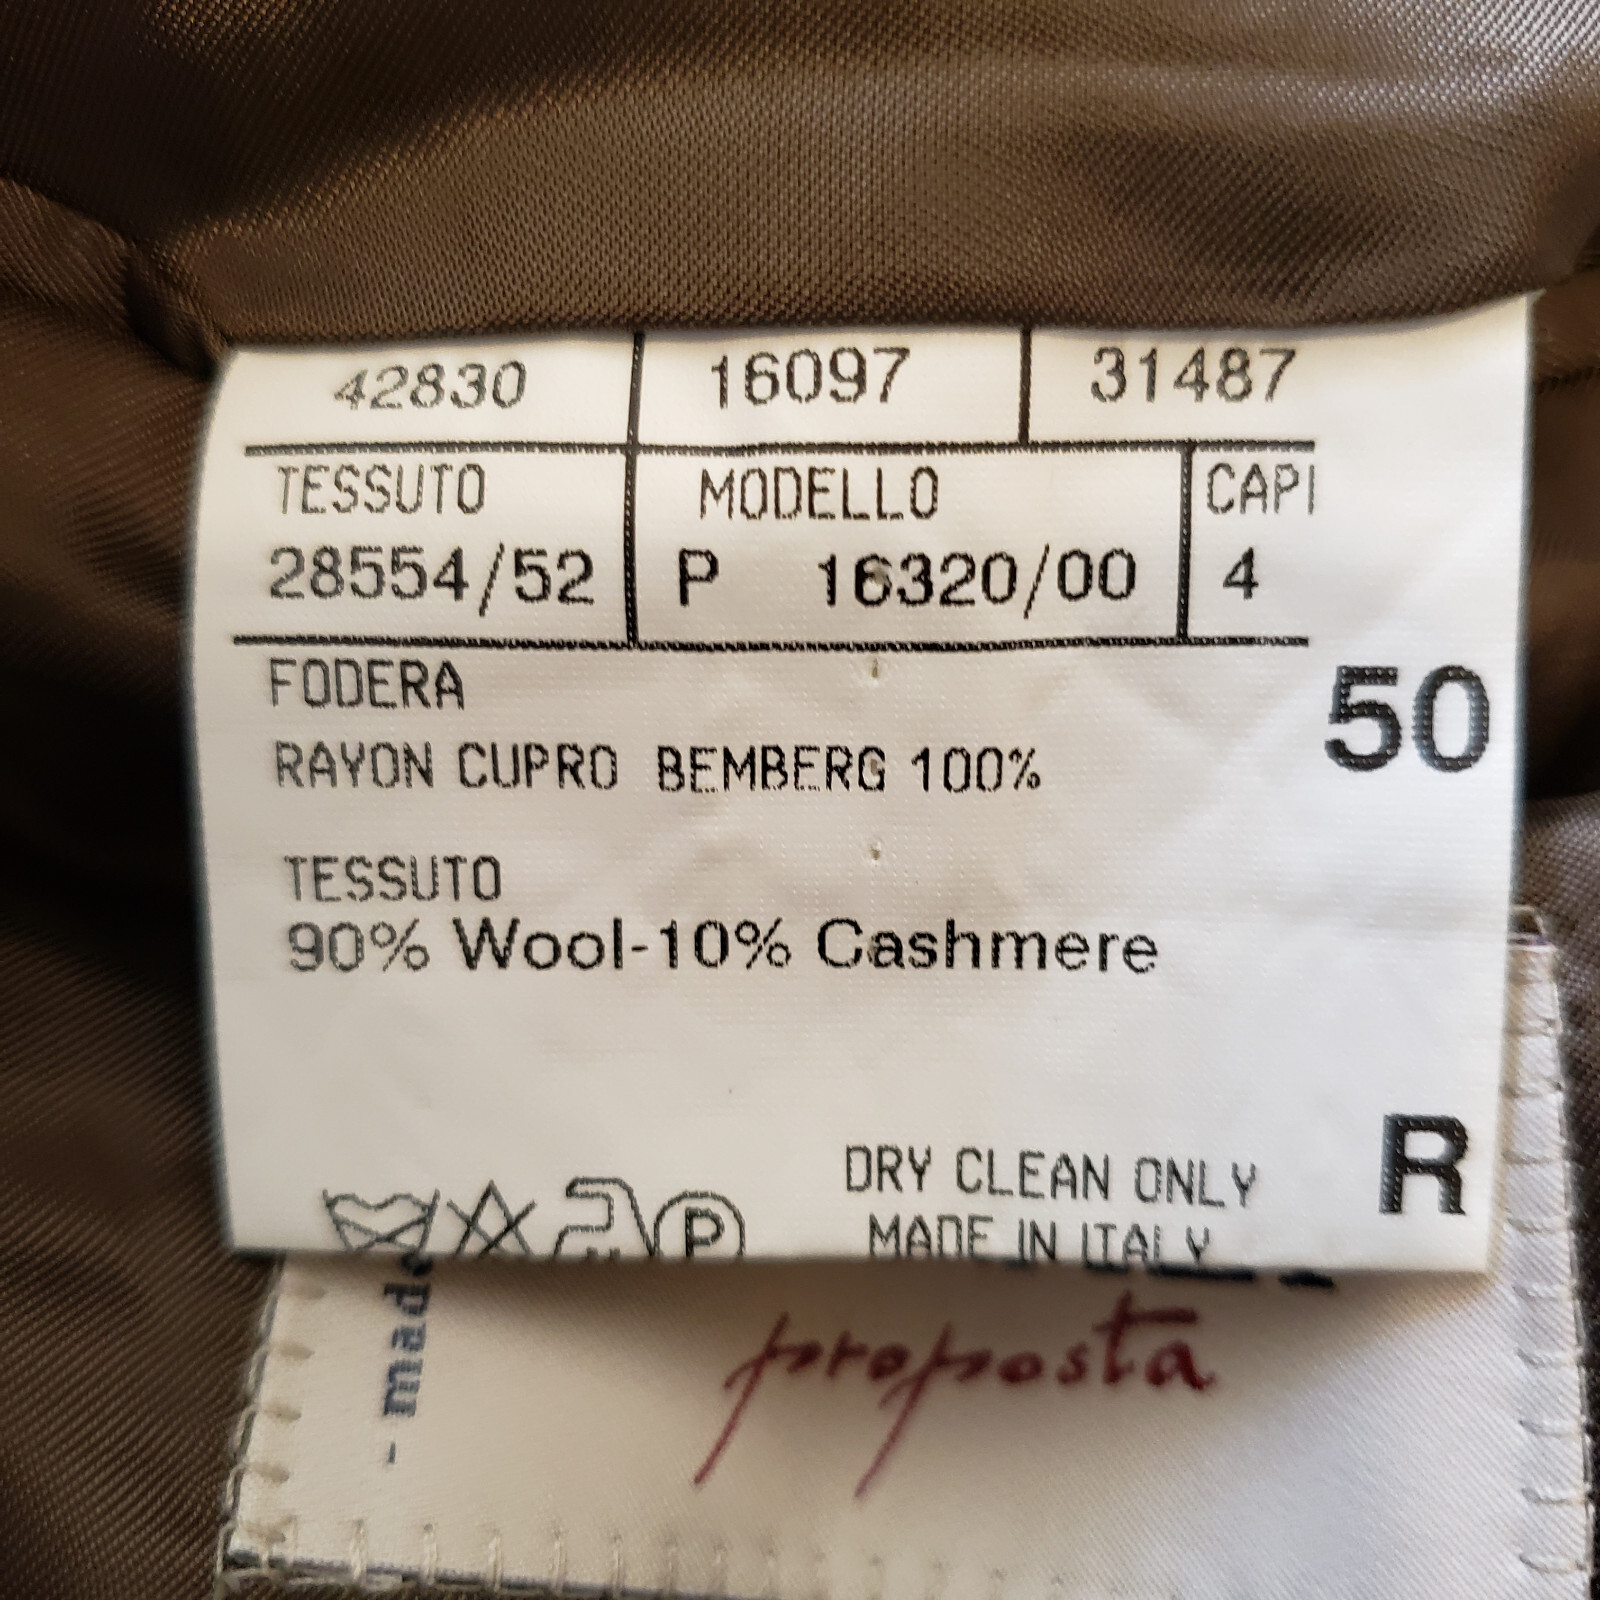 42830 16097 31487
TESSUTO MODELLO CAPI
28554/52 P 16320/00 4
FODERA
50
RAYON CUPRO BEMBERG 100%
TESSUTO
90% Wool-10% Cashmere
R
DRY CLEAN ONLY
P
MADE IN ITALY
- made
proposta